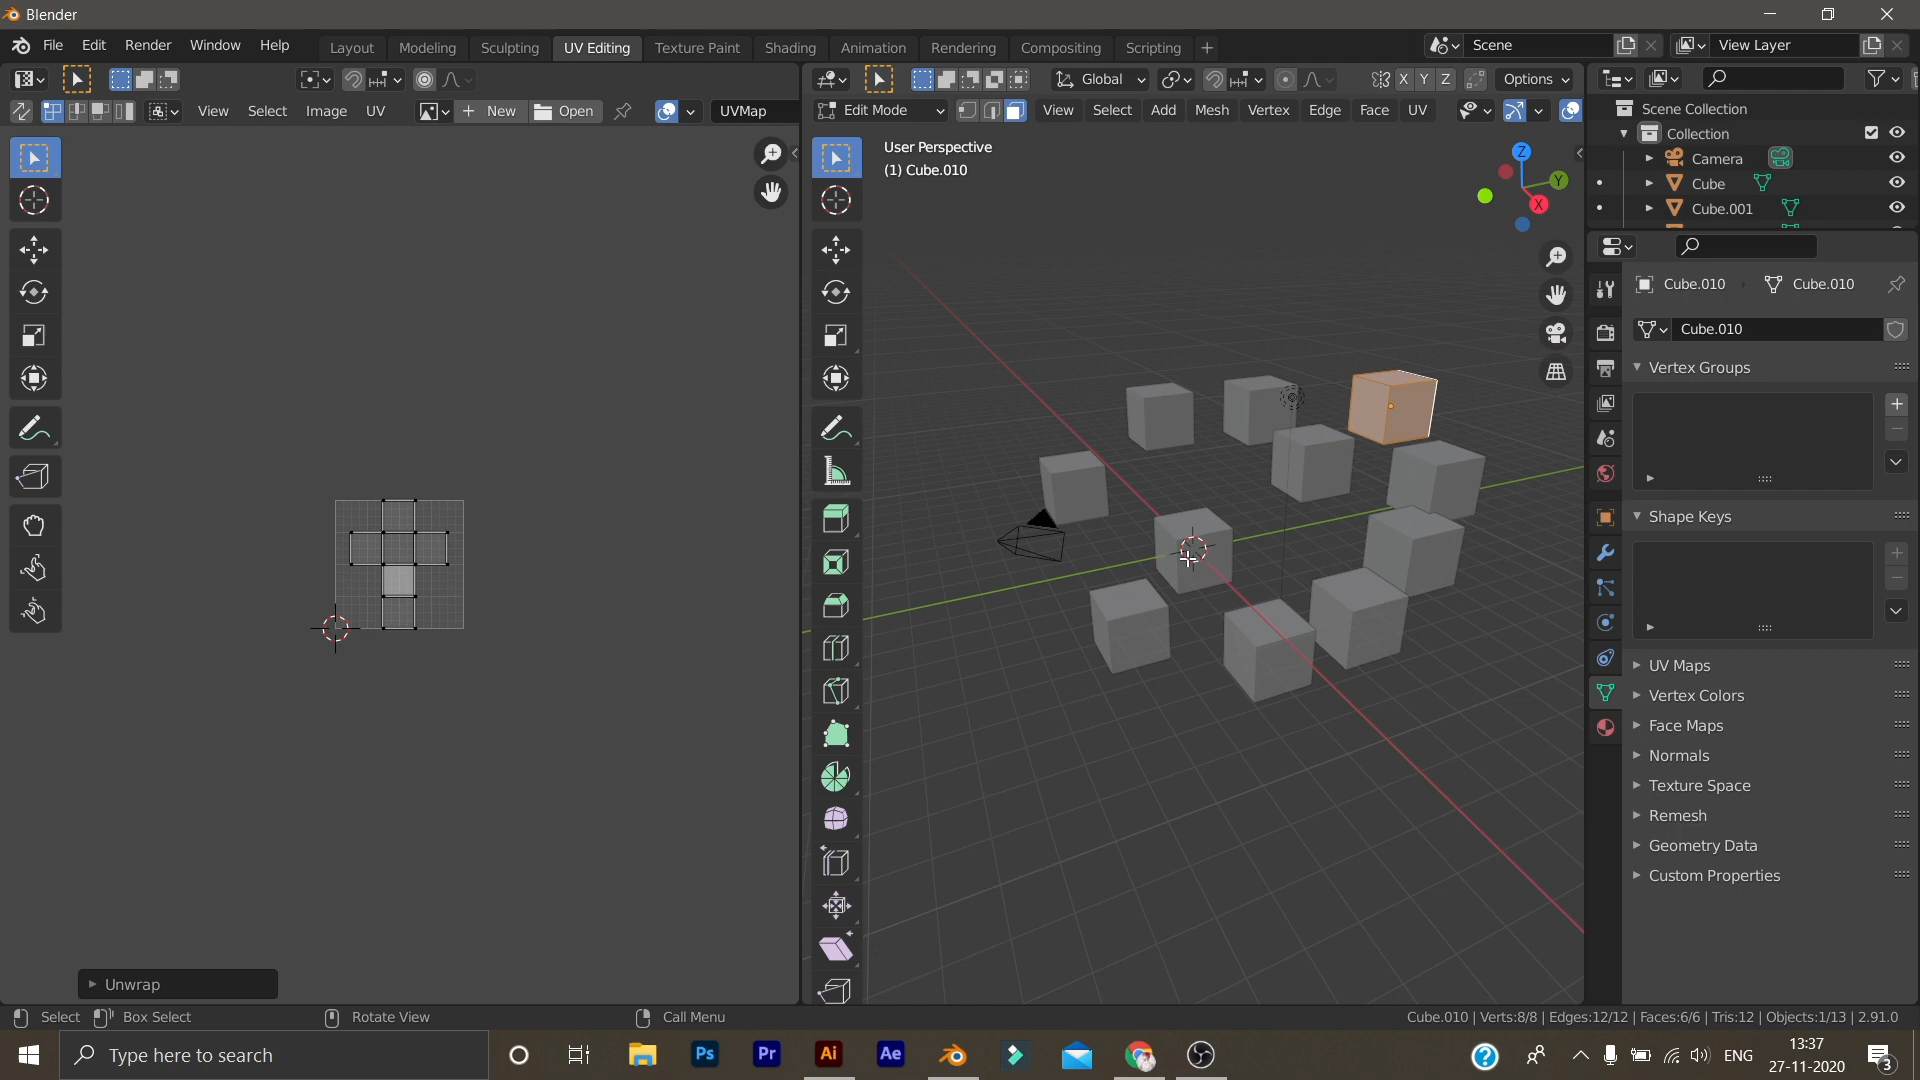 Blender
File Edit Render Window Help Layout Modeling Sculpting UV Editing Texture Paint Shading Animation Rendering Compositing Scripting + Scene View Layer
Global X Y Z Options
View Select Image UV + New Open UVMap Edit Mode View Select Add Mesh Vertex Edge Face UV
User Perspective
(1) Cube.010
Z
Y
X
Scene Collection
Collection
Camera
Cube
Cube.001
Cube.010 Cube.010
Cube.010
Vertex Groups
Shape Keys
UV Maps
Vertex Colors
Face Maps
Normals
Texture Space
Remesh
Geometry Data
Custom Properties
Unwrap
Select Box Select Rotate View Call Menu Cube.010 | Verts:8/8 | Edges:12/12 | Faces:6/6 | Tris:12 | Objects:1/13 | 2.91.0
Type here to search Ps Pr Ai Ae ENG 13:37
27-11-2020 3